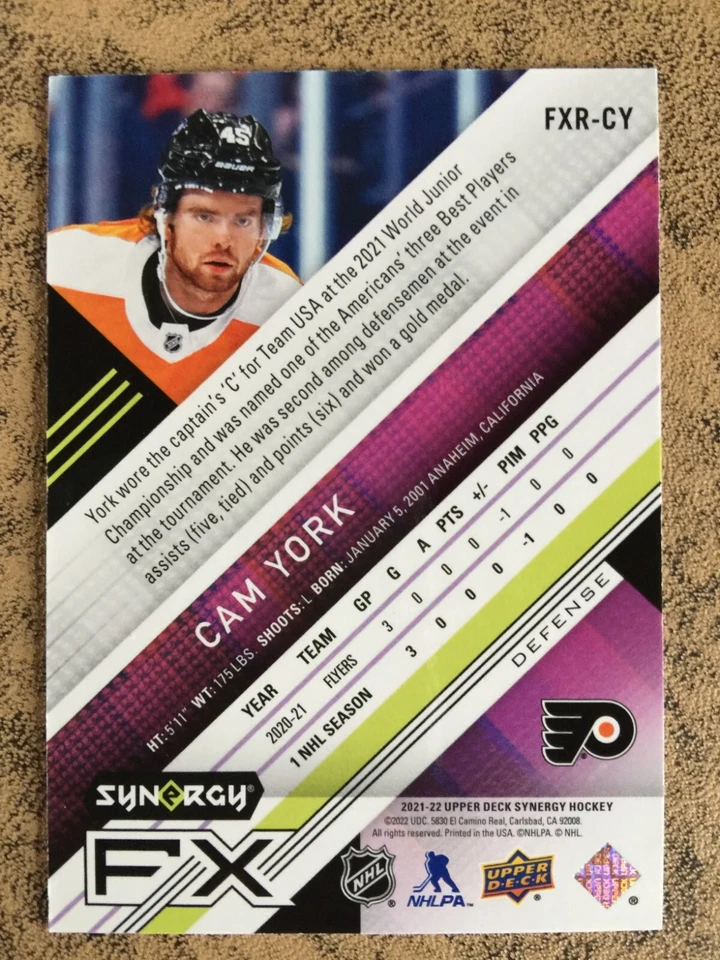 45
BAUER
FXR-CY
York wore the captain's 'C' for Team USA at the 2021 World Junior
Championship and was named one of the Americans' three Best Players
at the tournament. He was second among defensemen at the event in
assists (five, tied) and points (six) and won a gold medal.
CAM YORK
HT: 5'11" WT: 175 LBS. SHOOTS: L BORN: JANUARY 5, 2001 ANAHEIM, CALIFORNIA
YEAR TEAM GP G A PTS +/- PIM PPG
2020-21 FLYERS 3 0 0 0 -1 0 0
1 NHL SEASON 3 0 0 0 -1 0 0
DEFENSE
SYNERGY®
FX
2021-22 UPPER DECK SYNERGY HOCKEY
©2022 UDC. 5830 El Camino Real, Carlsbad, CA 92008.
All rights reserved. Printed in the USA. ©NHLPA. © NHL.
NHL ®
NHLPA™
UPPER DECK ®
®